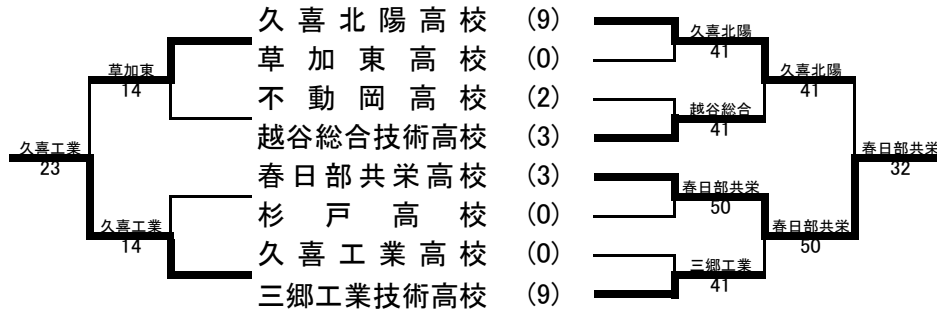 久喜北陽高校 (9)
草加東高校 (0)
不動岡高校 (2)
越谷総合技術高校 (3)
春日部共栄高校 (3)
杉戸高校 (0)
久喜工業高校 (0)
三郷工業技術高校 (9)
草加東
14
久喜工業
23
久喜工業
14
久喜北陽
41
越谷総合
41
春日部共栄
50
三郷工業
41
久喜北陽
41
春日部共栄
50
春日部共栄
32